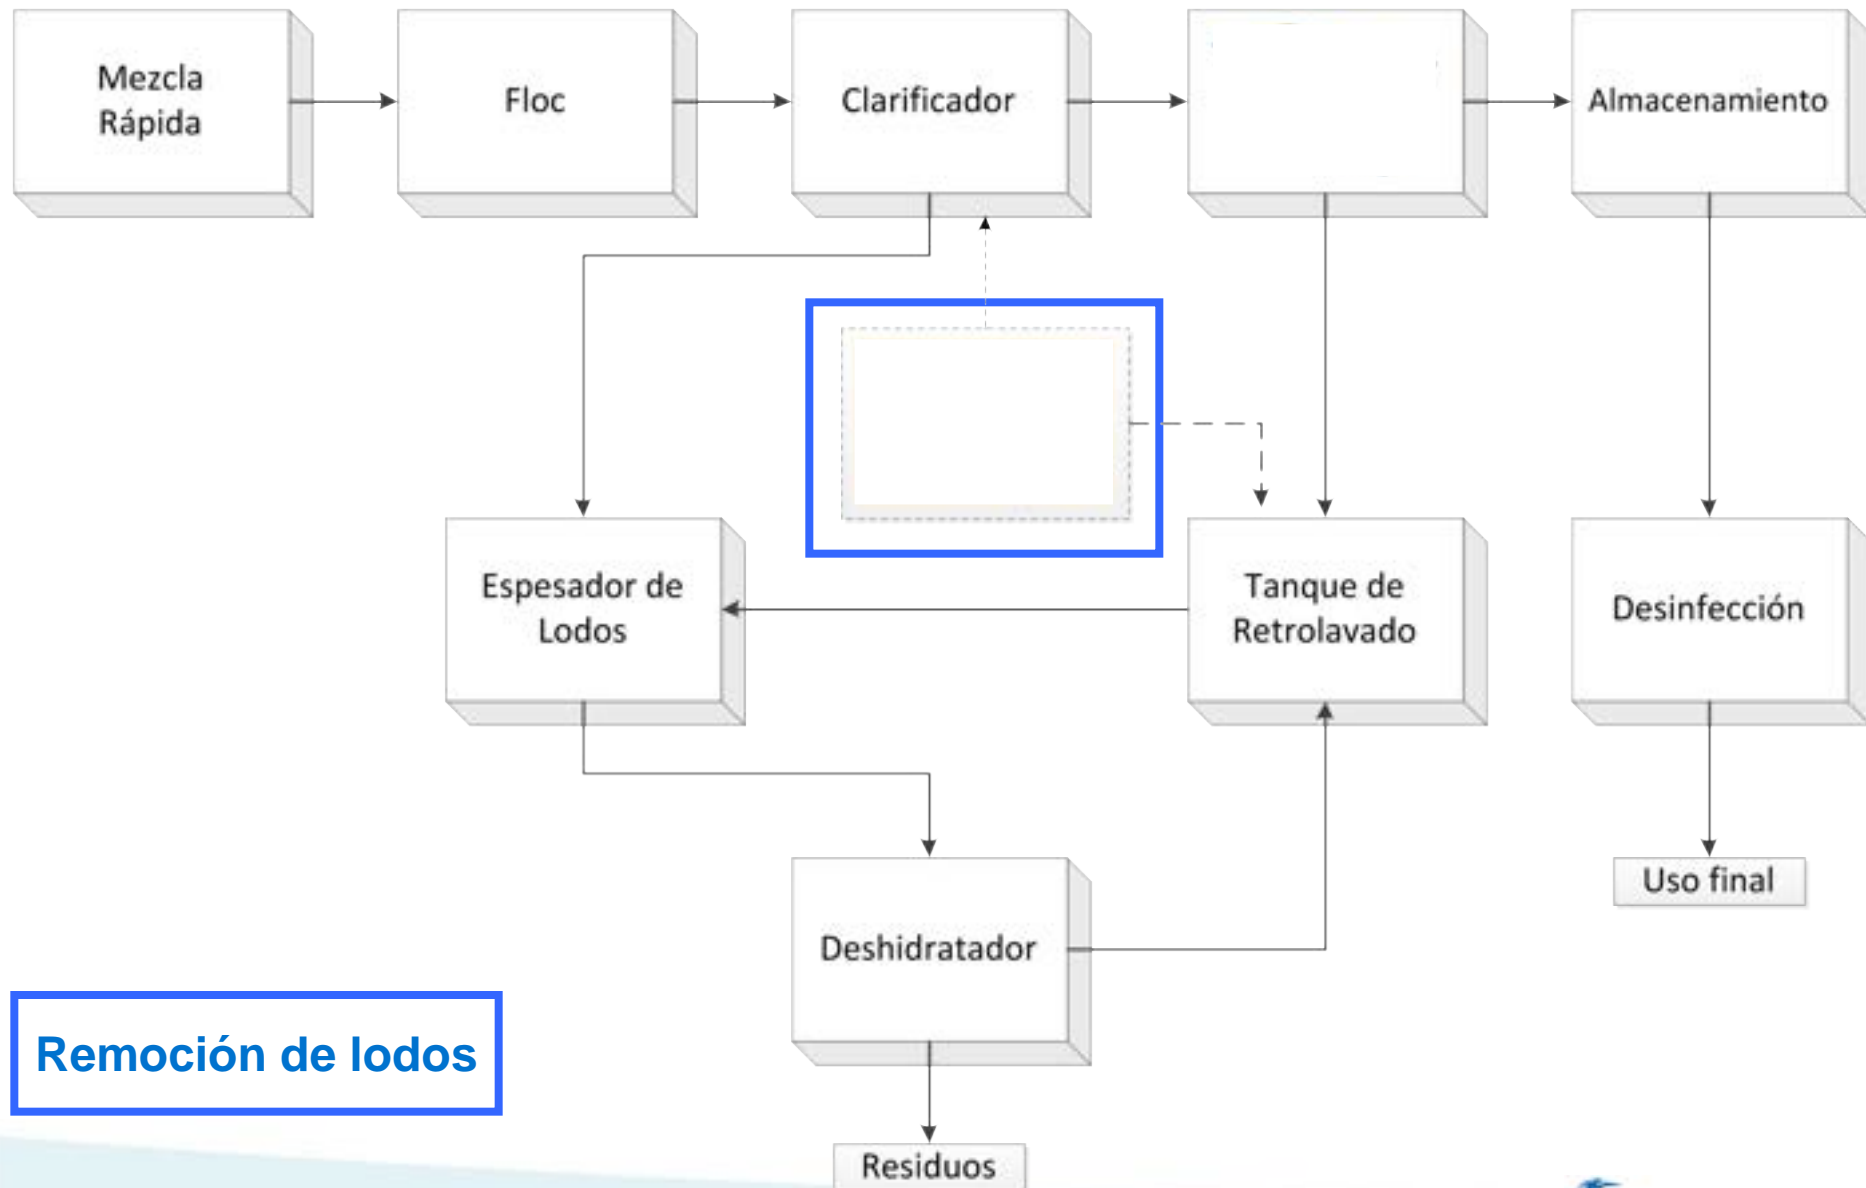 Mezcla
Rápida
Floc
Clarificador
Almacenamiento
Espesador de
Lodos
Tanque de
Retrolavado
Desinfección
Deshidratador
Uso final
Remoción de lodos
Residuos